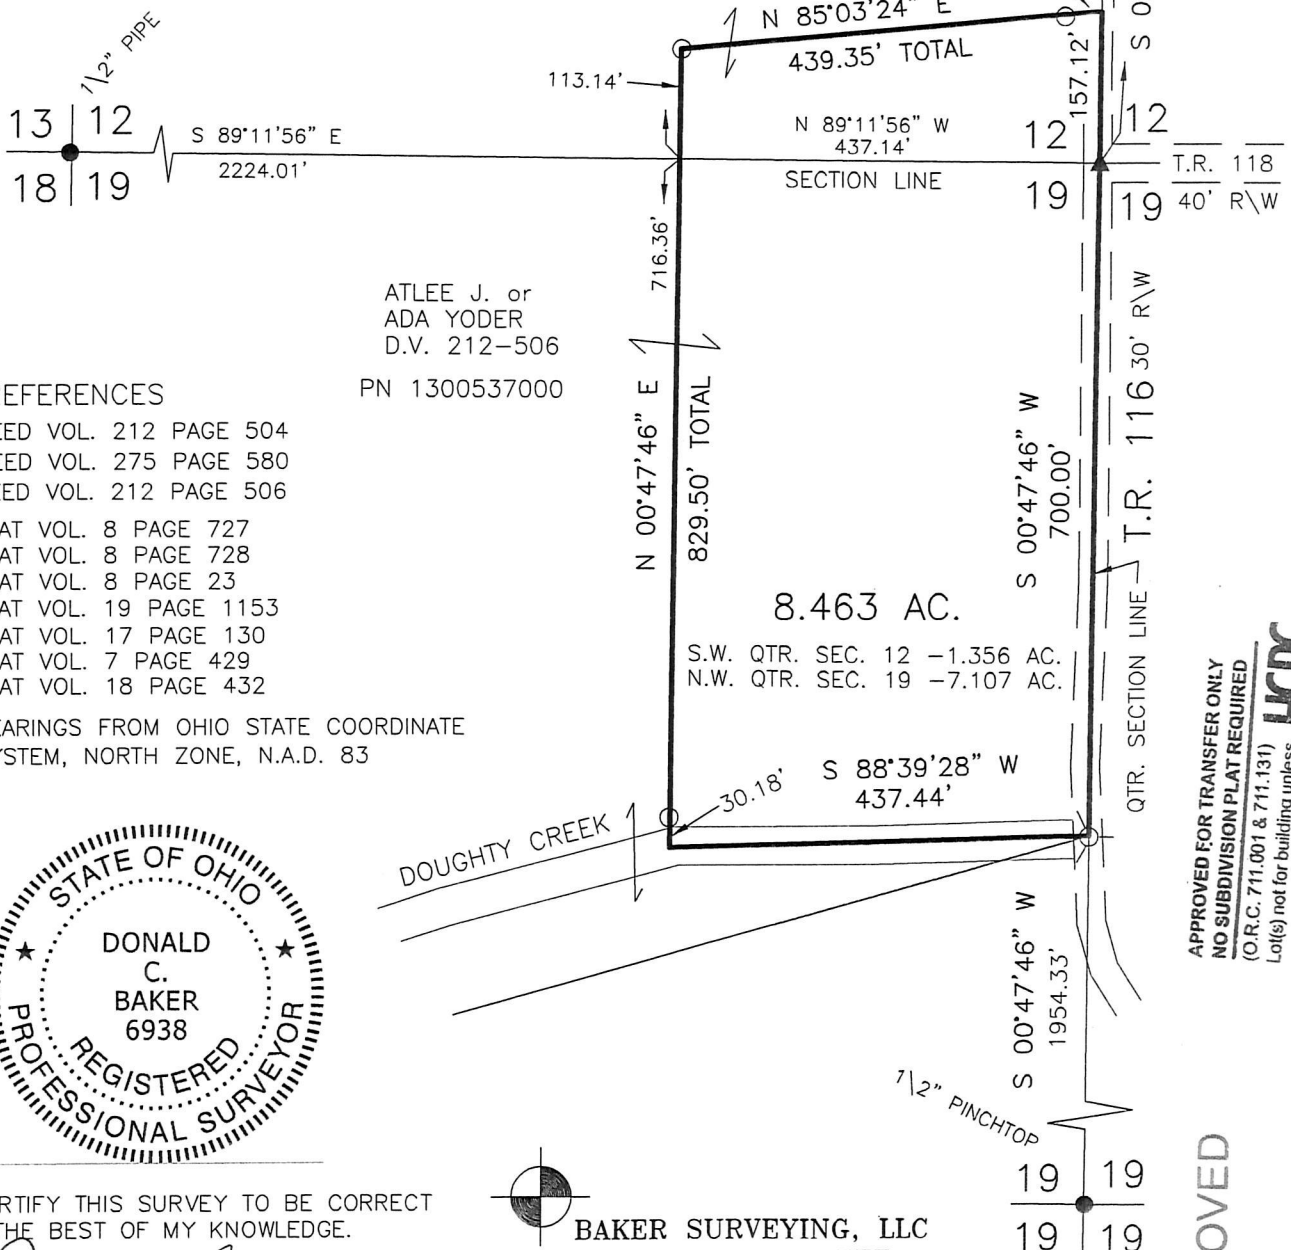 N 85°03'24" E
439.35' TOTAL
S 0
157.12'
113.14'
1\2" PIPE
13 12
18 19
S 89°11'56" E
2224.01'
N 89°11'56" W
437.14'
SECTION LINE
12 12
19 19
T.R. 118
40' R\W
716.36'
ATLEE J. or
ADA YODER
D.V. 212-506
PN 1300537000
N 00°47'46" E
829.50' TOTAL
S 00°47'46" W
700.00'
T.R. 116 30' R\W
QTR. SECTION LINE
EFERENCES
EED VOL. 212 PAGE 504
EED VOL. 275 PAGE 580
EED VOL. 212 PAGE 506
AT VOL. 8 PAGE 727
AT VOL. 8 PAGE 728
AT VOL. 8 PAGE 23
AT VOL. 19 PAGE 1153
AT VOL. 17 PAGE 130
AT VOL. 7 PAGE 429
AT VOL. 18 PAGE 432
EARINGS FROM OHIO STATE COORDINATE
YSTEM, NORTH ZONE, N.A.D. 83
8.463 AC.
S.W. QTR. SEC. 12 -1.356 AC.
N.W. QTR. SEC. 19 -7.107 AC.
S 88°39'28" W
437.44'
30.18'
DOUGHTY CREEK
APPROVED FOR TRANSFER ONLY
NO SUBDIVISION PLAT REQUIRED
(O.R.C. 711.001 & 711.131)
Lot(s) not for building unless
HCPC
STATE OF OHIO
DONALD
C.
BAKER
6938
REGISTERED
PROFESSIONAL SURVEYOR
S 00°47'46" W
1954.33'
1\2" PINCHTOP
19 19
19 19
OVED
RTIFY THIS SURVEY TO BE CORRECT
THE BEST OF MY KNOWLEDGE.
BAKER SURVEYING, LLC